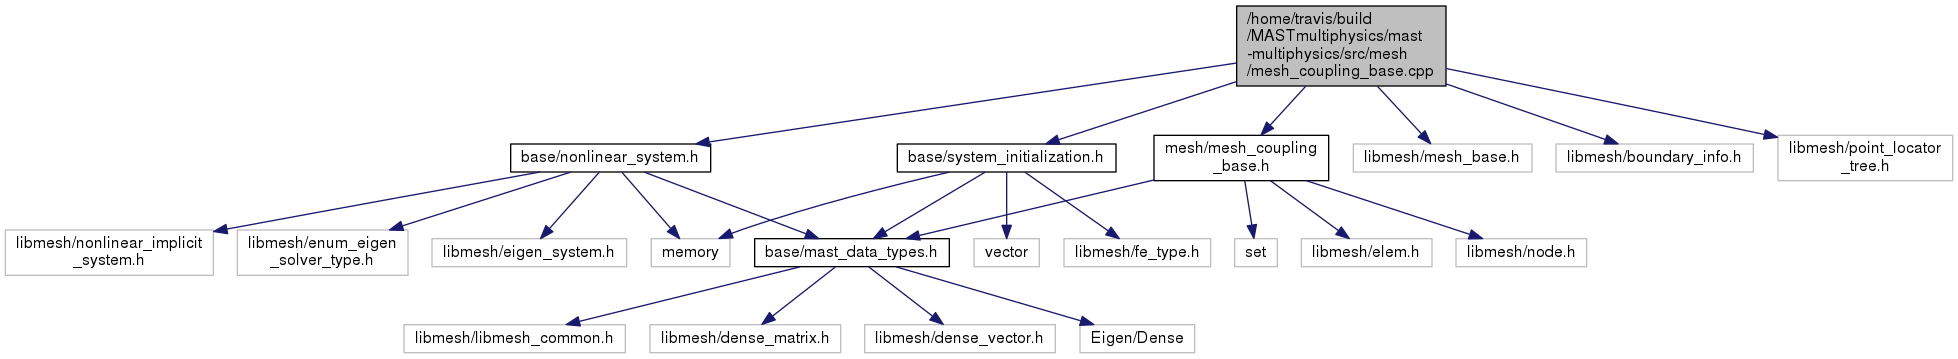 /home/travis/build
/MASTmultiphysics/mast
-multiphysics/src/mesh
/mesh_coupling_base.cpp
base/nonlinear_system.h
base/system_initialization.h
mesh/mesh_coupling
_base.h
libmesh/mesh_base.h
libmesh/boundary_info.h
libmesh/point_locator
_tree.h
libmesh/nonlinear_implicit
_system.h
libmesh/enum_eigen
_solver_type.h
libmesh/eigen_system.h
memory
base/mast_data_types.h
vector
libmesh/fe_type.h
set
libmesh/elem.h
libmesh/node.h
libmesh/libmesh_common.h
libmesh/dense_matrix.h
libmesh/dense_vector.h
Eigen/Dense